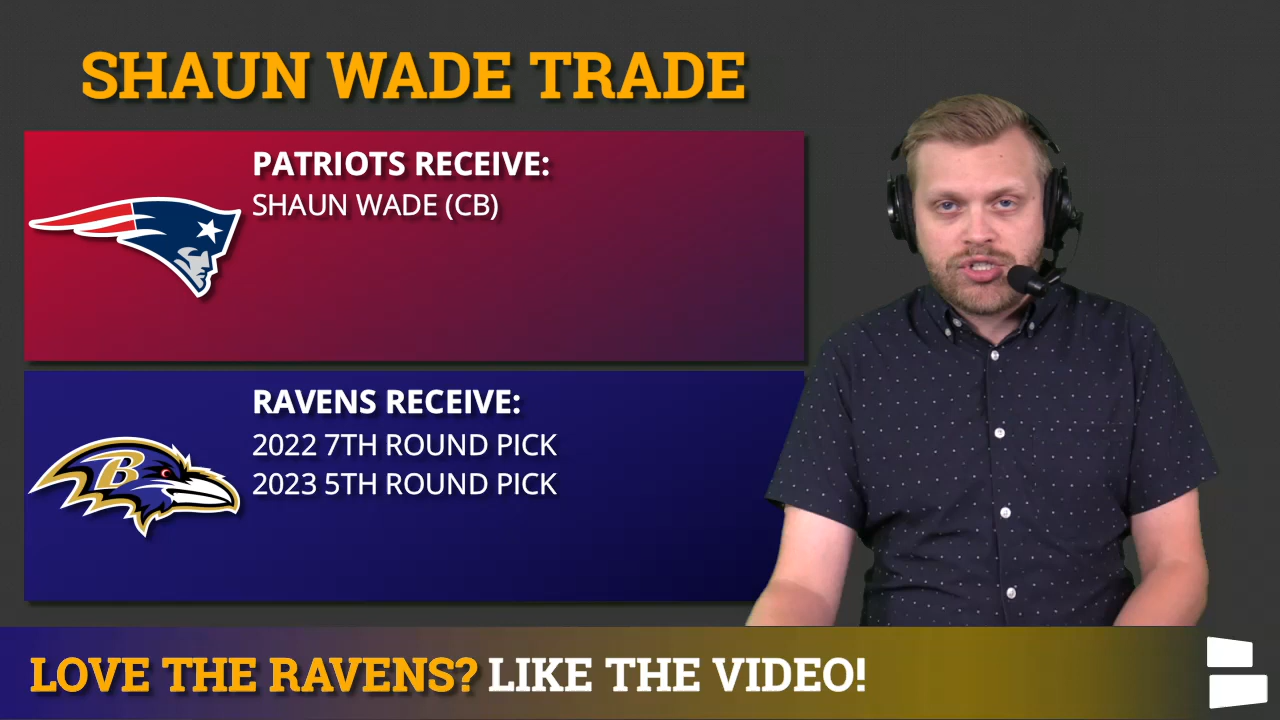 SHAUN WADE TRADE
PATRIOTS RECEIVE:
SHAUN WADE (CB)
RAVENS RECEIVE:
2022 7TH ROUND PICK
2023 5TH ROUND PICK
B
LOVE THE RAVENS? LIKE THE VIDEO!